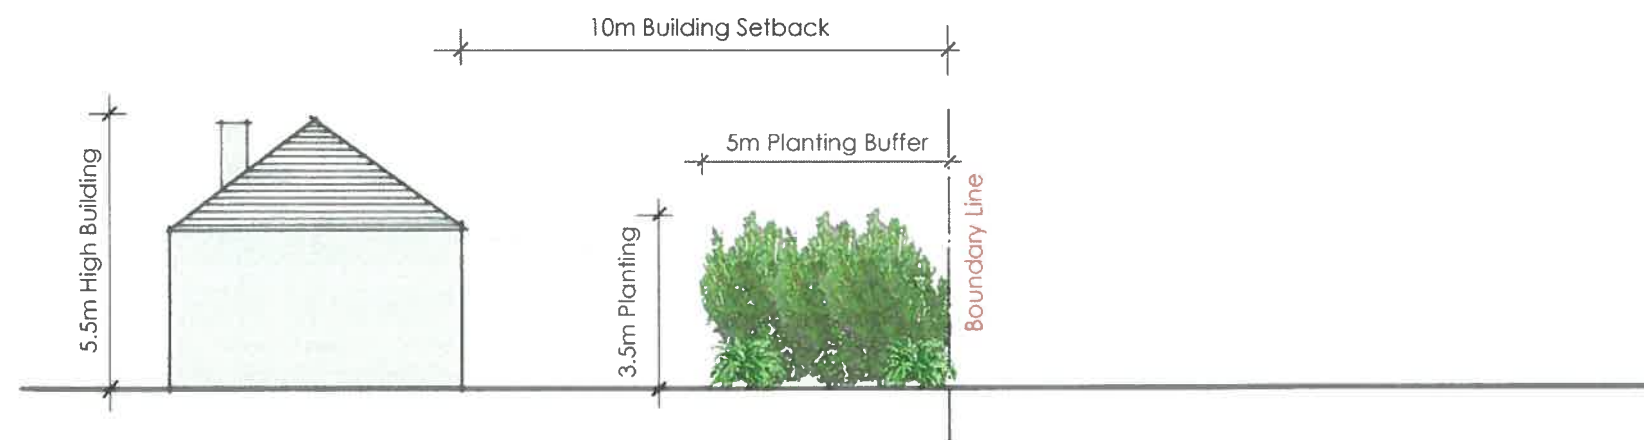 10m Building Setback
5m Planting Buffer
5.5m High Building
3.5m Planting
Boundary Line